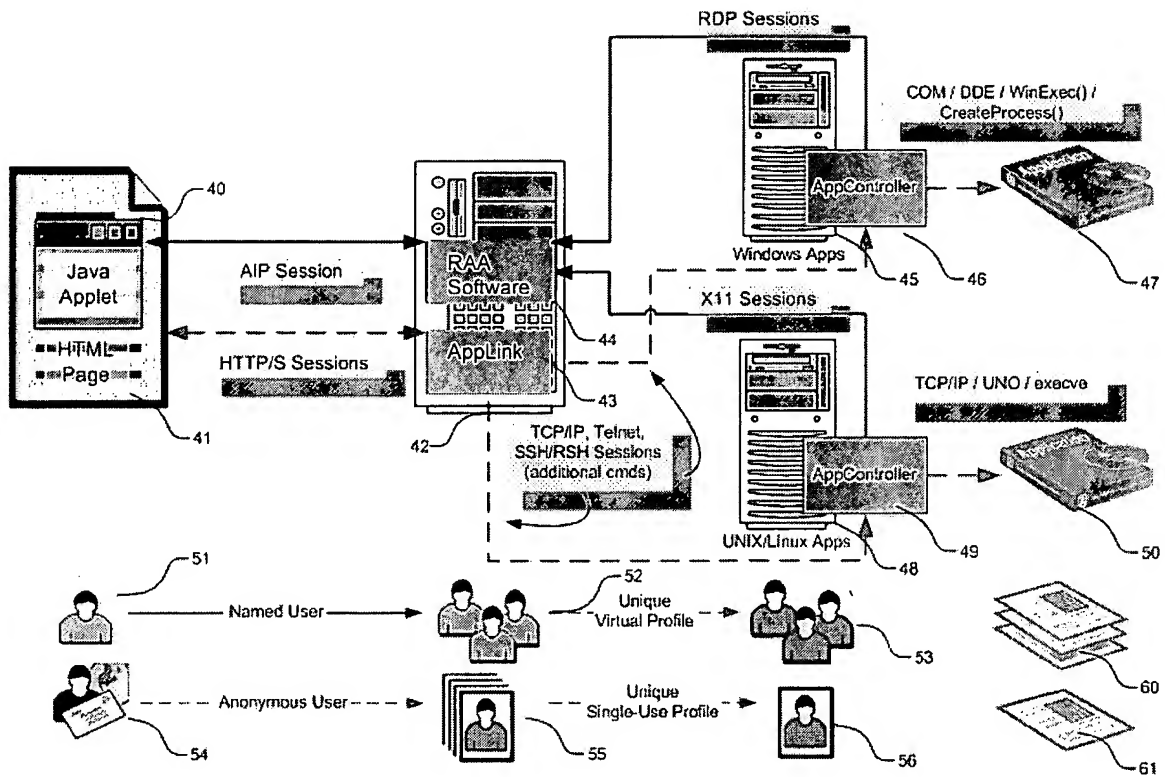 RDP Sessions
COM / DDE / WinExec() /
CreateProcess()
40
AppController
Application
Java
Applet
AIP Session
RAA
Software
Windows Apps
45
46
47
X11 Sessions
HTML
Page
HTTP/S Sessions
AppLink
44
43
41
42
TCP/IP, Telnet,
SSH/RSH Sessions
(additional cmds)
TCP/IP / UNO / execve
AppController
Application
UNIX/Linux Apps
48
49
50
51
Named User
52
Unique
Virtual Profile
53
60
54
Anonymous User
55
Unique
Single-Use Profile
56
61